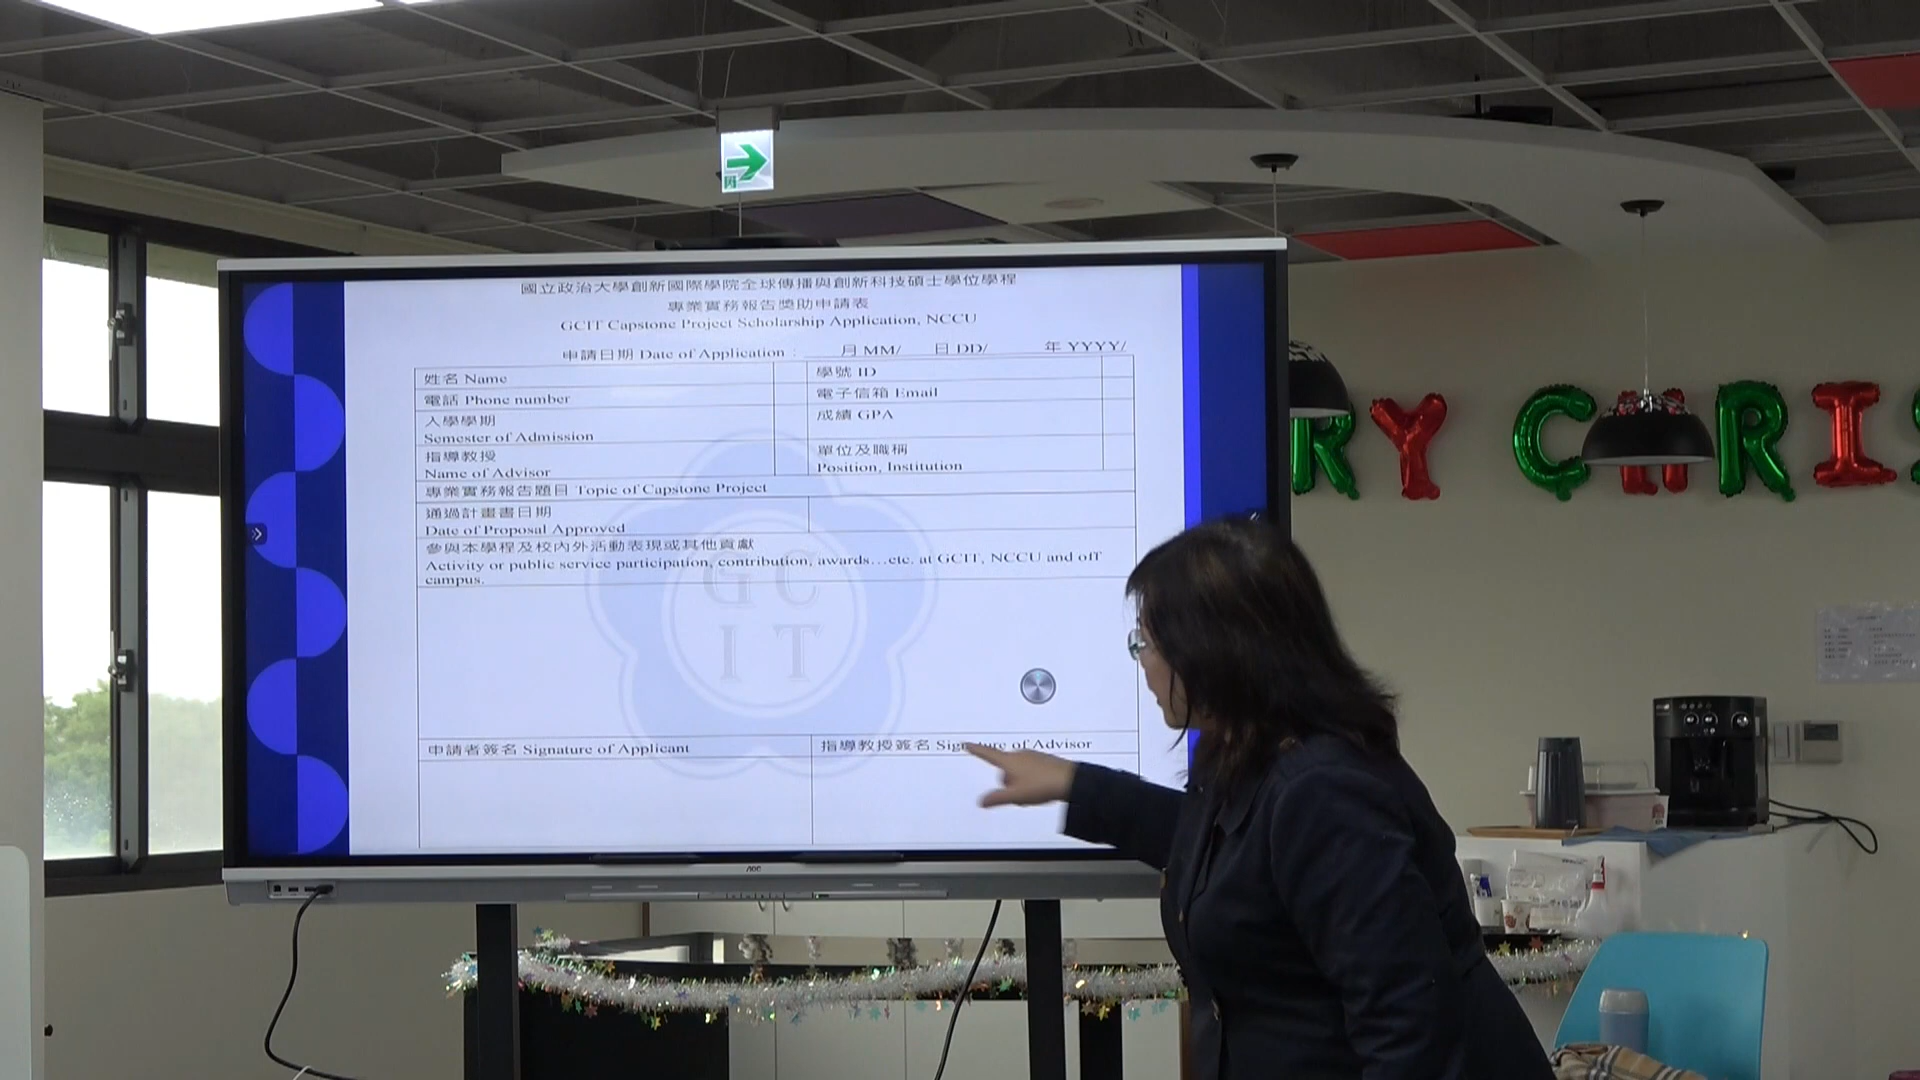 國立政治大學創新國際學院全球傳播與創新科技碩士學位學程
專業實務報告獎助申請表
GCIT Capstone Project Scholarship Application, NCCU
申請日期 Date of Application : 月 MM/ 日 DD/ 年 YYYY/
姓名 Name
學號 ID
電話 Phone number
電子信箱 Email
入學學期
Semester of Admission
成績 GPA
指導教授
Name of Advisor
單位及職稱
Position, Institution
專業實務報告題目 Topic of Capstone Project
通過計畫書日期
Date of Proposal Approved
參與本學程及校內外活動表現或其他貢獻
Activity or public service participation, contribution, awards…etc. at GCIT, NCCU and off
campus.
GC
IT
申請者簽名 Signature of Applicant
指導教授簽名 Signature of Advisor
AOC
RY CHRIS